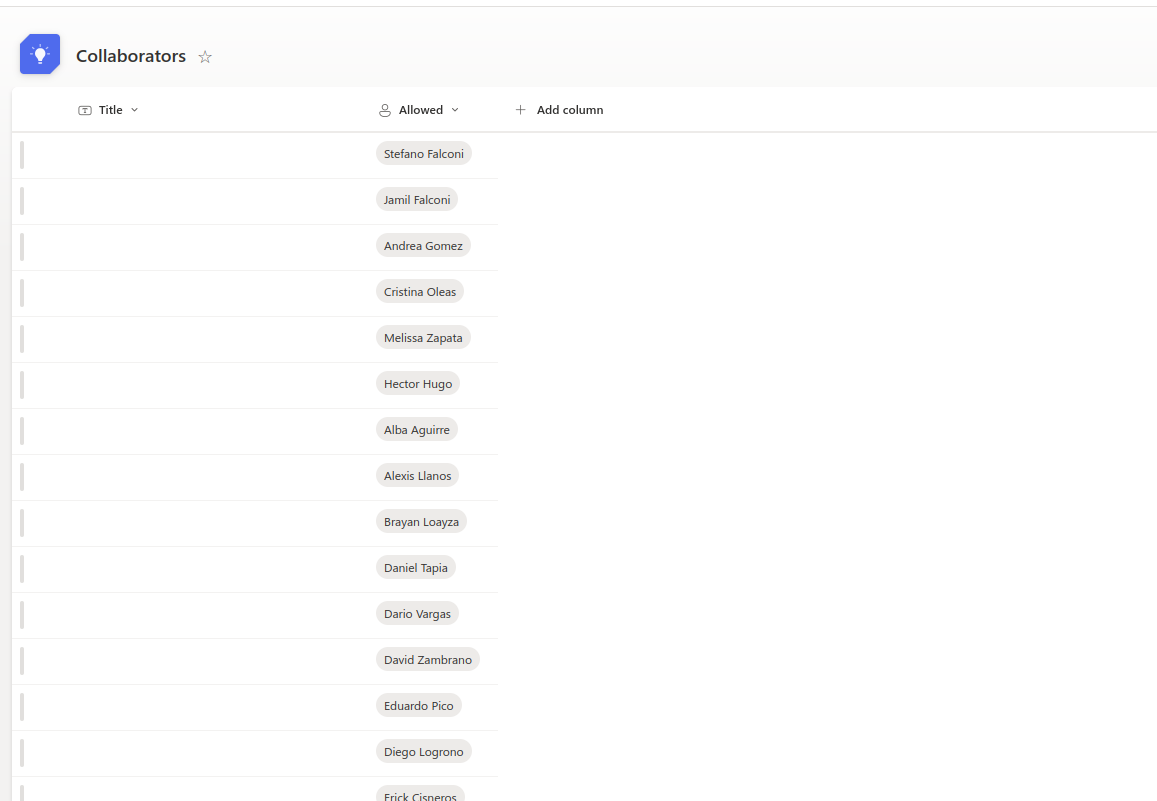 Collaborators
Title Allowed Add column
Stefano Falconi
Jamil Falconi
Andrea Gomez
Cristina Oleas
Melissa Zapata
Hector Hugo
Alba Aguirre
Alexis Llanos
Brayan Loayza
Daniel Tapia
Dario Vargas
David Zambrano
Eduardo Pico
Diego Logrono
Erick Cisneros